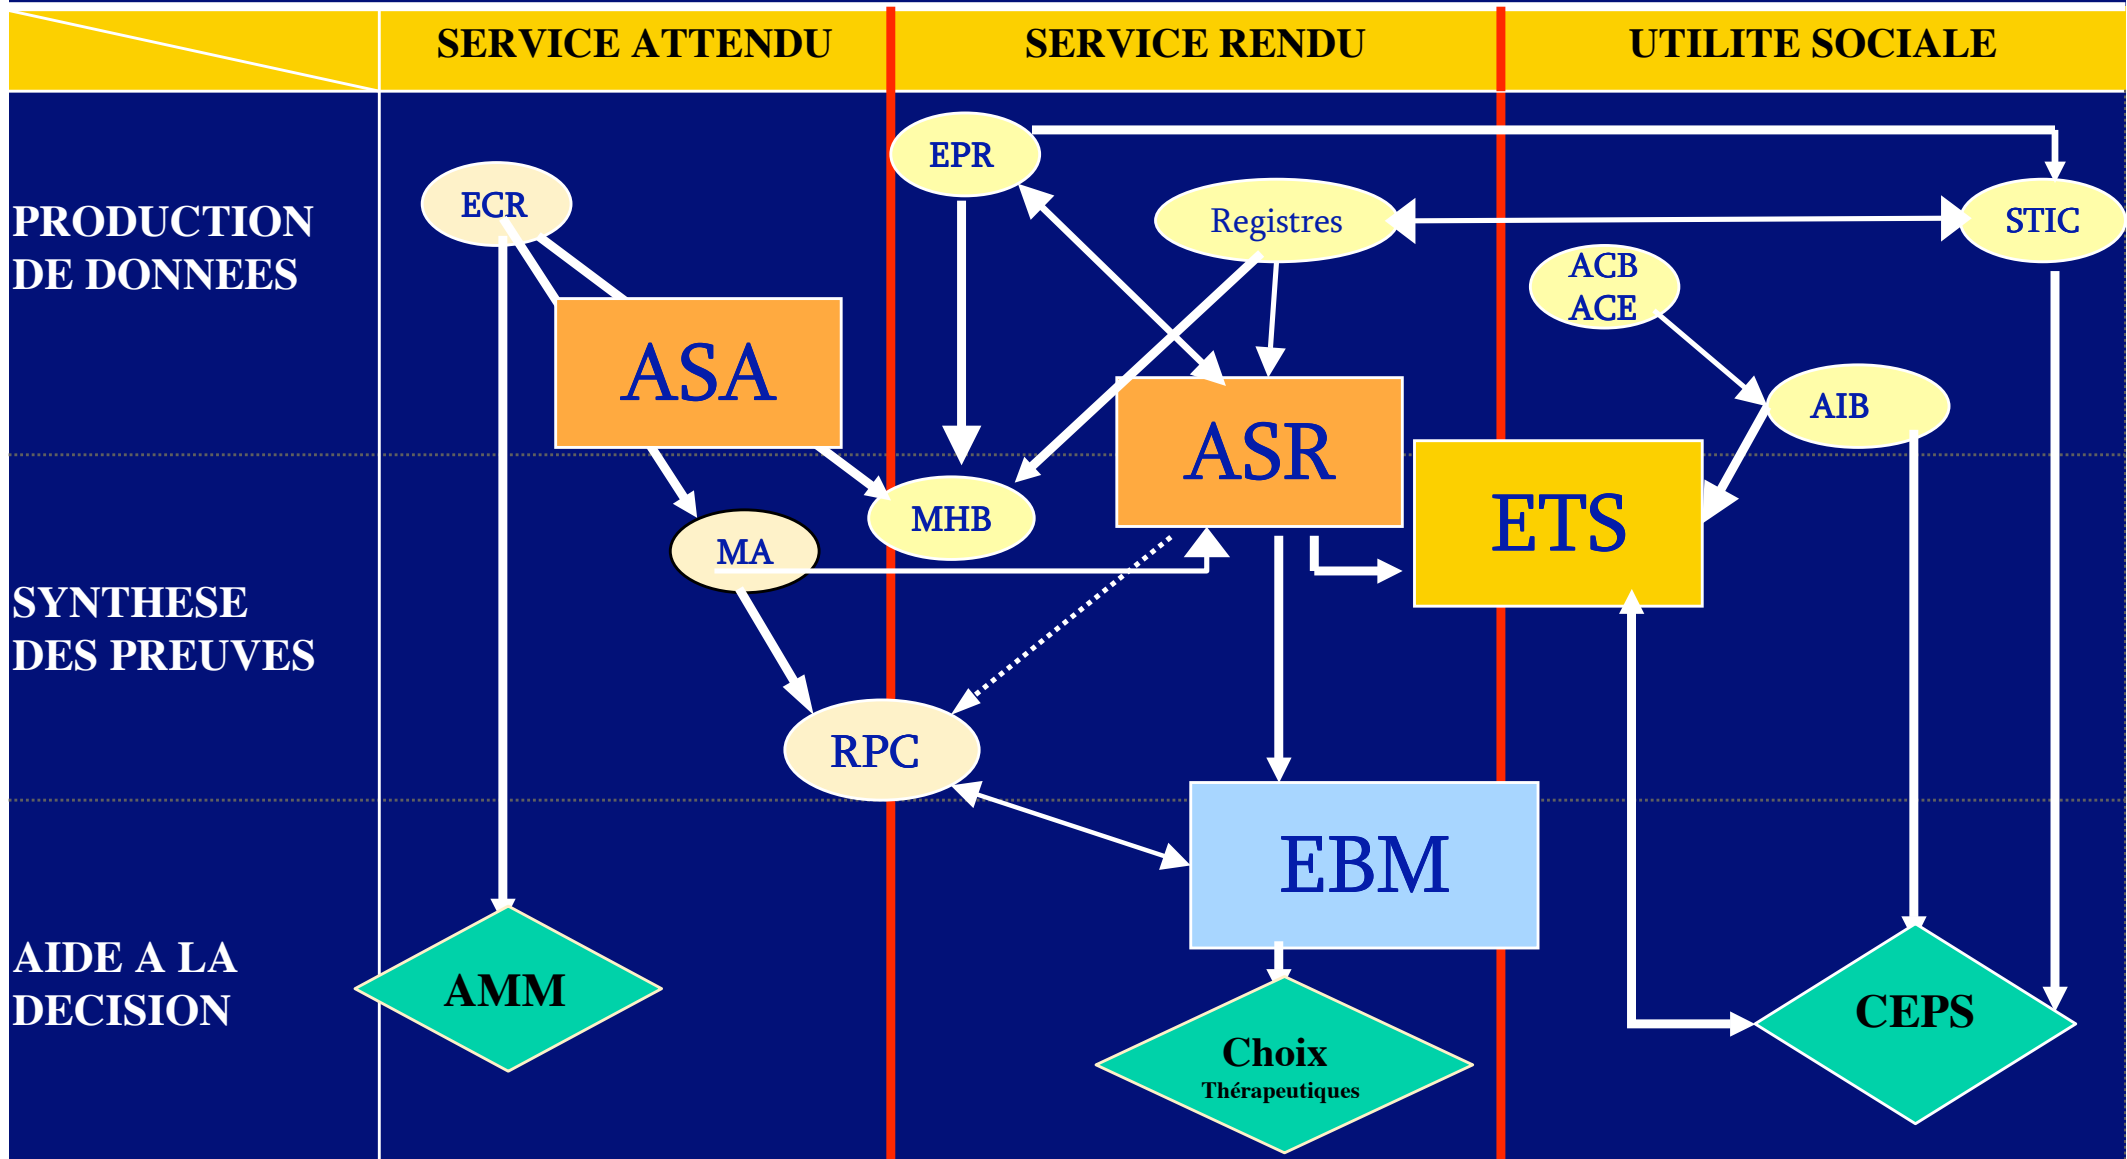 SERVICE ATTENDU
SERVICE RENDU
UTILITE SOCIALE
PRODUCTION
DE DONNEES
ECR
EPR
Registres
STIC
ACB
ACE
ASA
AIB
ASR
ETS
SYNTHESE
DES PREUVES
MHB
MA
RPC
AIDE A LA
DECISION
EBM
AMM
Choix
Thérapeutiques
CEPS